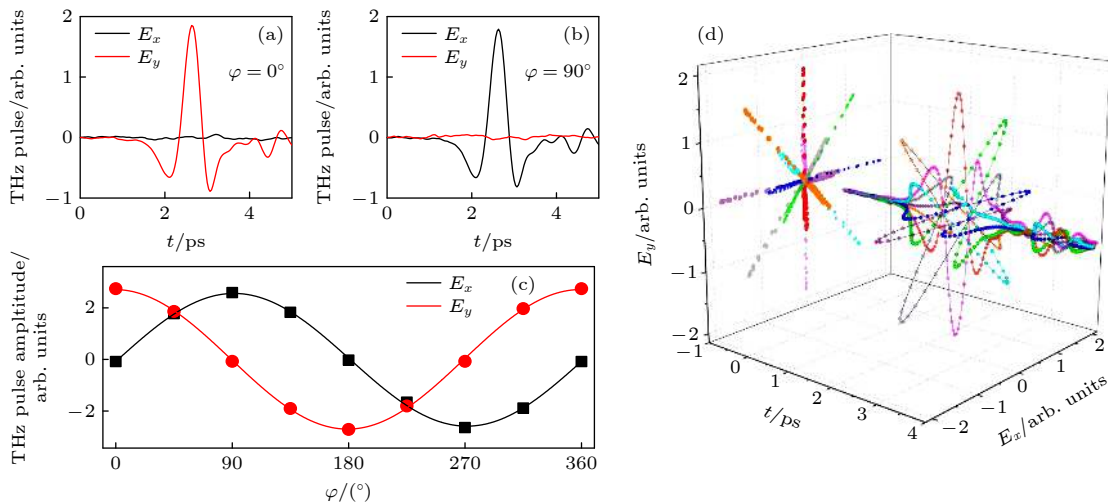 THz pulse/arb. units
2
1
0
−1
E_x
E_y
(a)
φ=0°
0
2
4
t/ps
THz pulse/arb. units
2
1
0
−1
E_x
E_y
(b)
φ=90°
0
2
4
t/ps
THz pulse ampltitude/
arb. units
2
0
−2
E_x
E_y
(c)
0
90
180
270
360
φ/(°)
(d)
E_y/arb. units
2
1
0
−1
−2
−1
0
1
2
3
4
t/ps
−2
−1
0
1
2
E_x/arb. units